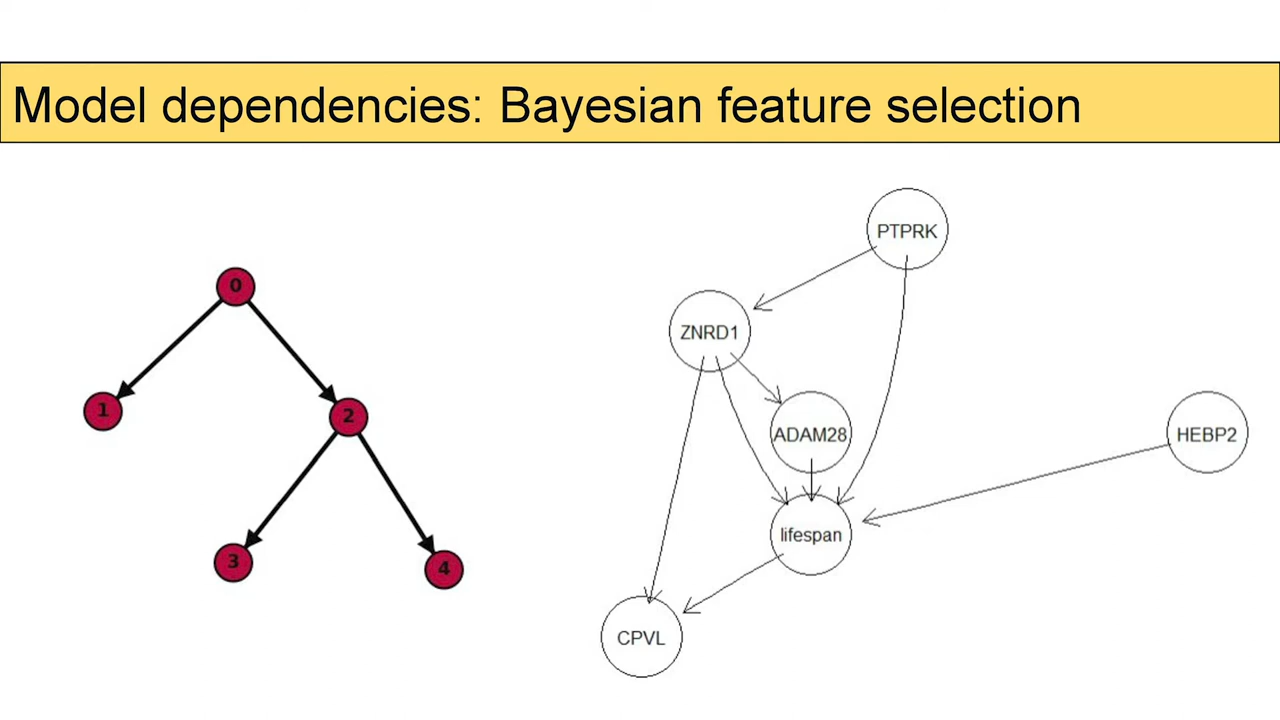 Model dependencies: Bayesian feature selection
0
1
2
3
4
PTPRK
ZNRD1
ADAM28
HEBP2
lifespan
CPVL